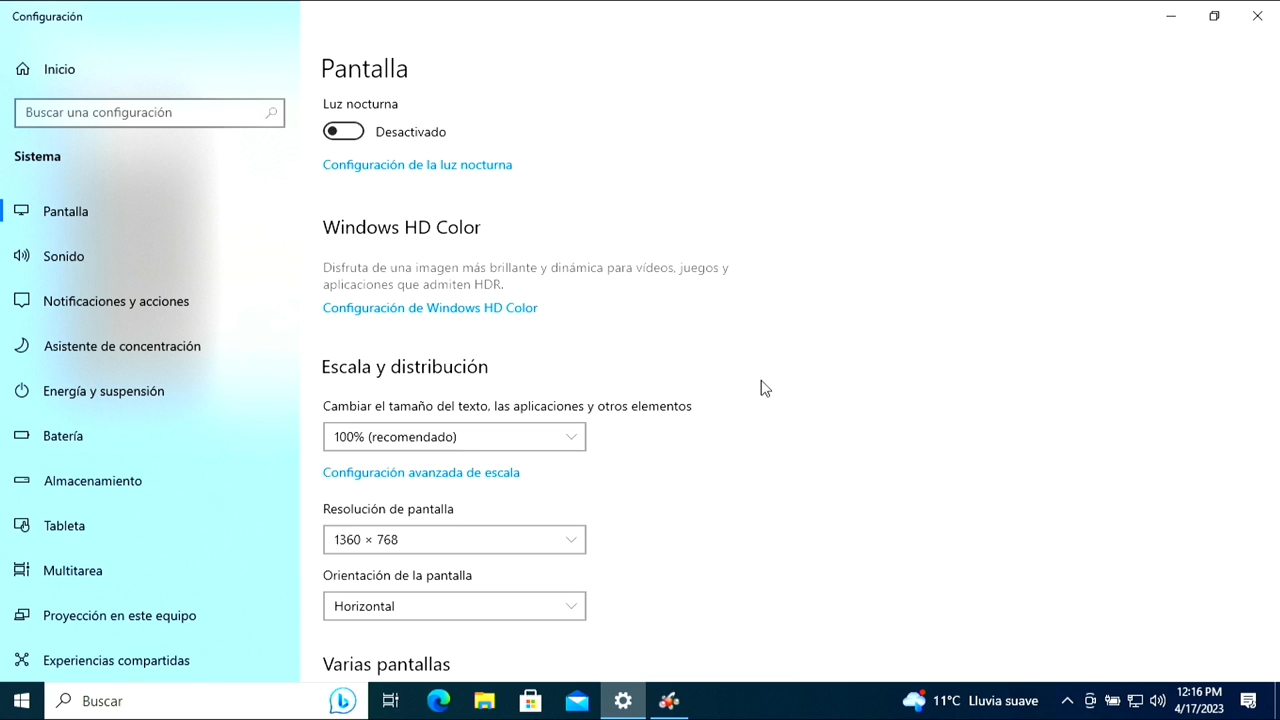 Configuración
Inicio
Buscar una configuración
Sistema
Pantalla
Sonido
Notificaciones y acciones
Asistente de concentración
Energía y suspensión
Batería
Almacenamiento
Tableta
Multitarea
Proyección en este equipo
Experiencias compartidas
Pantalla
Luz nocturna
Desactivado
Configuración de la luz nocturna
Windows HD Color
Disfruta de una imagen más brillante y dinámica para vídeos, juegos y
aplicaciones que admiten HDR.
Configuración de Windows HD Color
Escala y distribución
Cambiar el tamaño del texto, las aplicaciones y otros elementos
100% (recomendado)
Configuración avanzada de escala
Resolución de pantalla
1360 × 768
Orientación de la pantalla
Horizontal
Varias pantallas
Buscar
11°C Lluvia suave
12:16 PM
4/17/2023